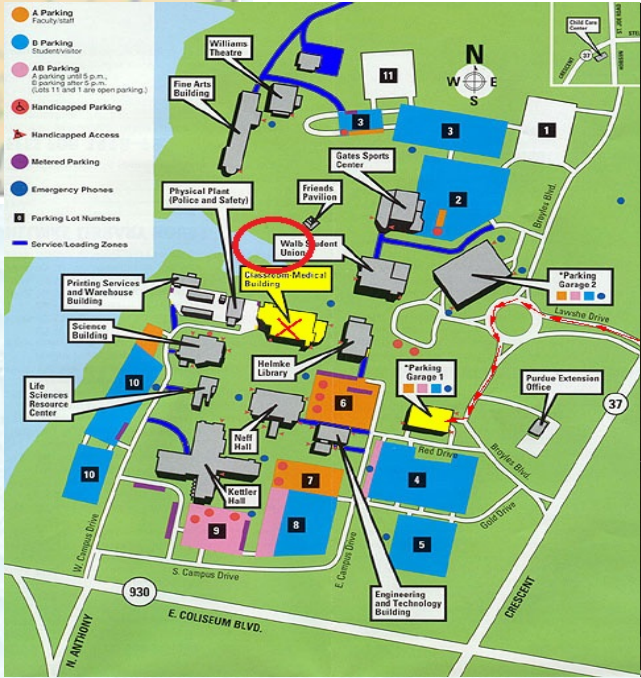 A Parking
Faculty/staff
B Parking
Student/visitor
AB Parking
A parking until 5 p.m.,
B parking after 5 p.m.
(Lots 11 and 1 are open parking.)
Handicapped Parking
Handicapped Access
Metered Parking
Emergency Phones
6 Parking Lot Numbers
Service/Loading Zones
Williams
Theatre
Fine Arts
Building
11
N
W E
S
Child Care
Center
37
CRESCENT
HOBSON
ST. JOE ROAD
3
3
1
Gates Sports
Center
2
Broyles Blvd.
Physical Plant
(Police and Safety)
Friends
Pavilion
Walb Student
Union
Classroom-Medical
Building
Printing Services
and Warehouse
Building
*Parking
Garage 2
Lawshe Drive
Science
Building
Helmke
Library
*Parking
Garage 1
Purdue Extension
Office
37
10
Life
Sciences
Resource
Center
6
Neff
Hall
Red Drive
Broyles Blvd.
10
Kettler
Hall
7
4
Gold Drive
9
8
5
W. Campus Drive
S. Campus Drive
E. Campus Drive
930
E. COLISEUM BLVD.
N. ANTHONY
Engineering
and Technology
Building
CRESCENT